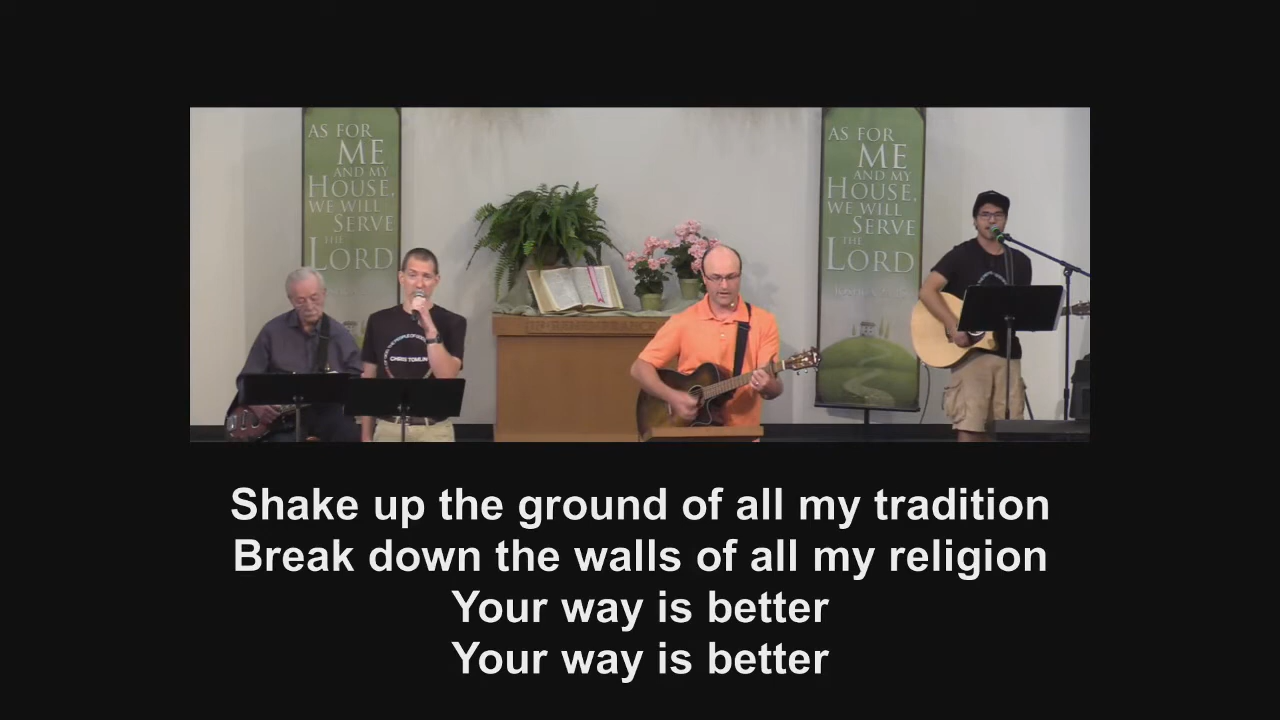 AS FOR
ME
AND MY
HOUSE,
WE WILL
SERVE
THE
LORD
AS FOR
ME
AND MY
HOUSE,
WE WILL
SERVE
THE
LORD
CHRIS TOMLIN
Shake up the ground of all my tradition
Break down the walls of all my religion
Your way is better
Your way is better